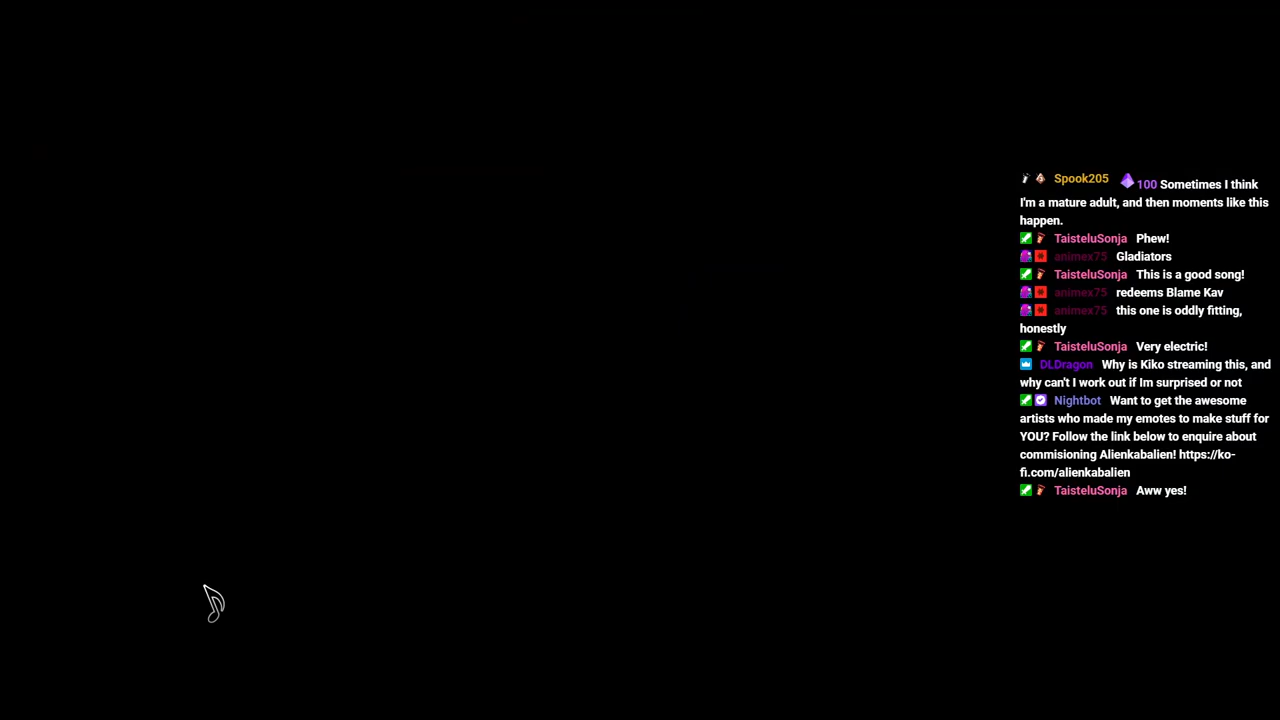 Spook205 100 Sometimes I think
I'm a mature adult, and then moments like this
happen.
TaisteluSonja Phew!
animex75 Gladiators
TaisteluSonja This is a good song!
animex75 redeems Blame Kav
animex75 this one is oddly fitting,
honestly
TaisteluSonja Very electric!
DLDragon Why is Kiko streaming this, and
why can't I work out if Im surprised or not
Nightbot Want to get the awesome
artists who made my emotes to make stuff for
YOU? Follow the link below to enquire about
commisioning Alienkabalien! https://ko-
fi.com/alienkabalien
TaisteluSonja Aww yes!